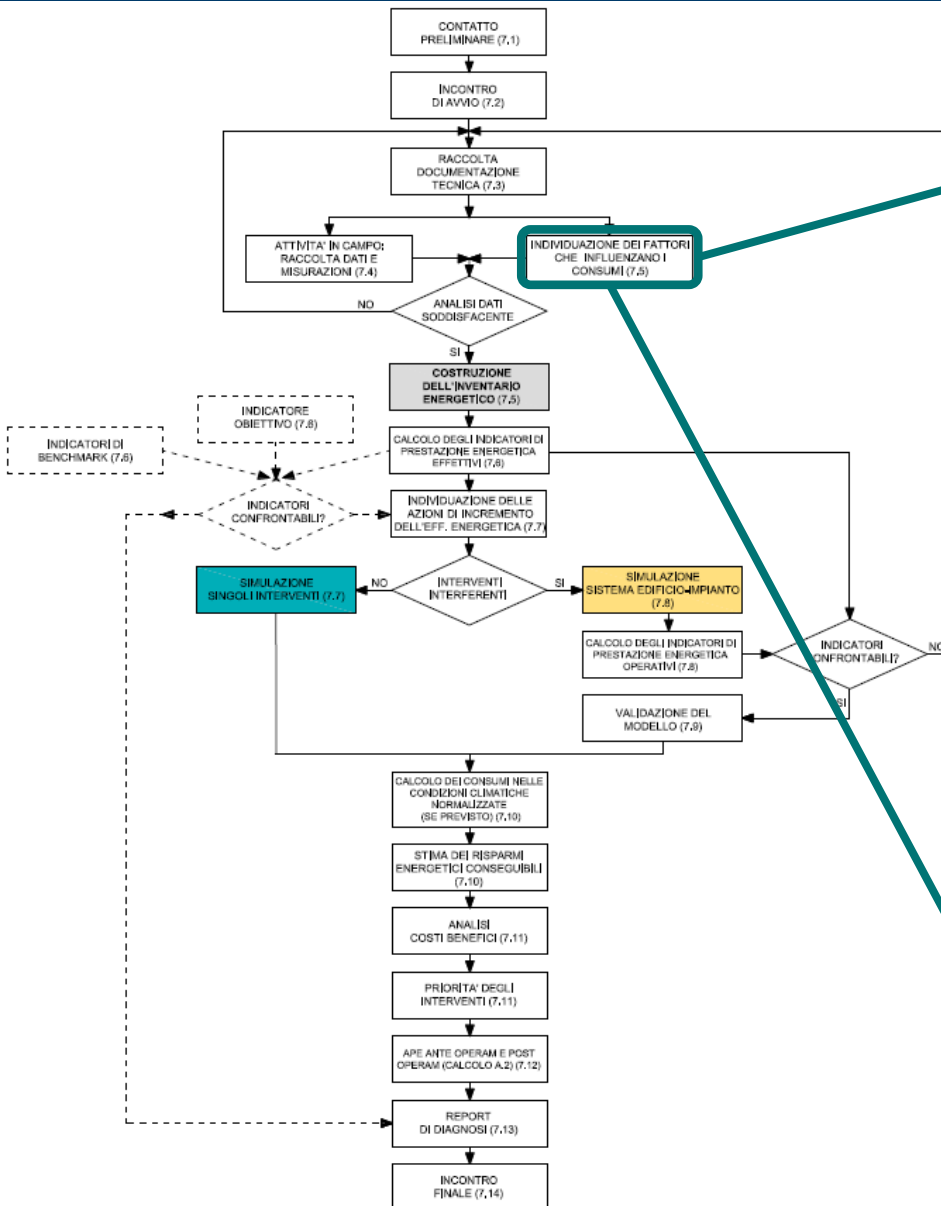 CONTATTO
PRELIMINARE (7.1)
INCONTRO
DI AVVIO (7.2)
RACCOLTA
DOCUMENTAZIONE
TECNICA (7.3)
ATTIVITA' IN CAMPO:
RACCOLTA DATI E
MISURAZIONI (7.4)
INDIVIDUAZIONE DEI FATTORI
CHE INFLUENZANO I
CONSUMI (7.5)
NO
ANALISI DATI
SODDISFACENTE
SI
COSTRUZIONE
DELL'INVENTARIO
ENERGETICO (7.5)
INDICATORE
OBIETTIVO (7.6)
INDICATORI DI
BENCHMARK (7.6)
CALCOLO DEGLI INDICATORI DI
PRESTAZIONE ENERGETICA
EFFETTIVI (7.6)
INDICATORI
CONFRONTABILI?
INDIVIDUAZIONE DELLE
AZIONI DI INCREMENTO
DELL'EFF. ENERGETICA (7.7)
SIMULAZIONE
SINGOLI INTERVENTI (7.7)
NO
INTERVENTI
INTERFERENTI
SI
SIMULAZIONE
SISTEMA EDIFICIO-IMPIANTO
(7.8)
CALCOLO DEGLI INDICATORI DI
PRESTAZIONE ENERGETICA
OPERATIVI (7.8)
INDICATORI
CONFRONTABILI?
NO
SI
VALIDAZIONE DEL
MODELLO (7.9)
CALCOLO DEI CONSUMI NELLE
CONDIZIONI CLIMATICHE
NORMALIZZATE
(SE PREVISTO) (7.10)
STIMA DEI RISPARMI
ENERGETICI CONSEGUIBILI
(7.10)
ANALISI
COSTI BENEFICI (7.11)
PRIORITA' DEGLI
INTERVENTI (7.11)
APE ANTE OPERAM E POST
OPERAM (CALCOLO A.2) (7.12)
REPORT
DI DIAGNOSI (7.13)
INCONTRO
FINALE (7.14)